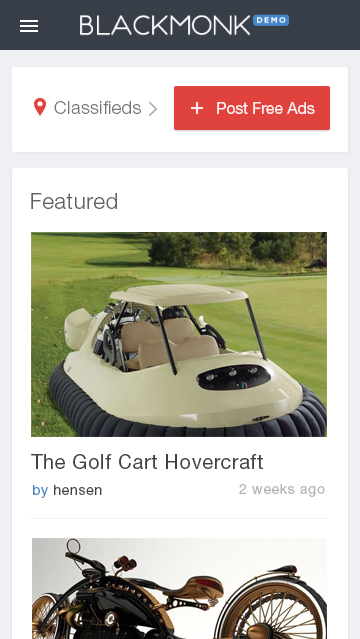 BLACKMONK DEMO
Classifieds
+ Post Free Ads
Featured
The Golf Cart Hovercraft
by hensen 2 weeks ago